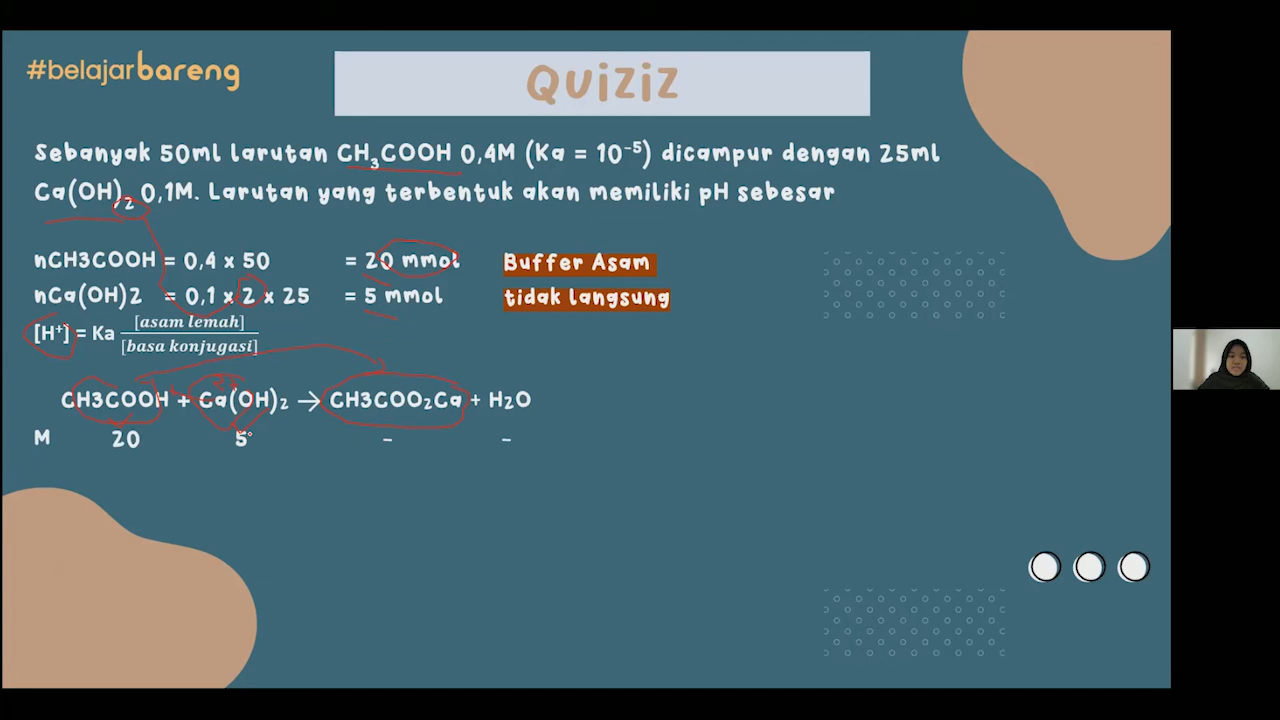 #belajarbareng
QUiZiZ
Sebanyak 50ml larutan CH₃COOH 0,4M (Ka = 10⁻⁵) dicampur dengan 25ml
Ca(OH)₂ 0,1M. Larutan yang terbentuk akan memiliki pH sebesar
nCH3COOH = 0,4 x 50 = 20 mmol Buffer Asam
nCa(OH)2 = 0,1 x 2 x 25 = 5 mmol tidak langsung
[H⁺] = Ka [asam lemah] / [basa konjugasi]
CH3COOH + Ca(OH)₂ → CH3COO₂Ca + H₂O
M 20 5 - -